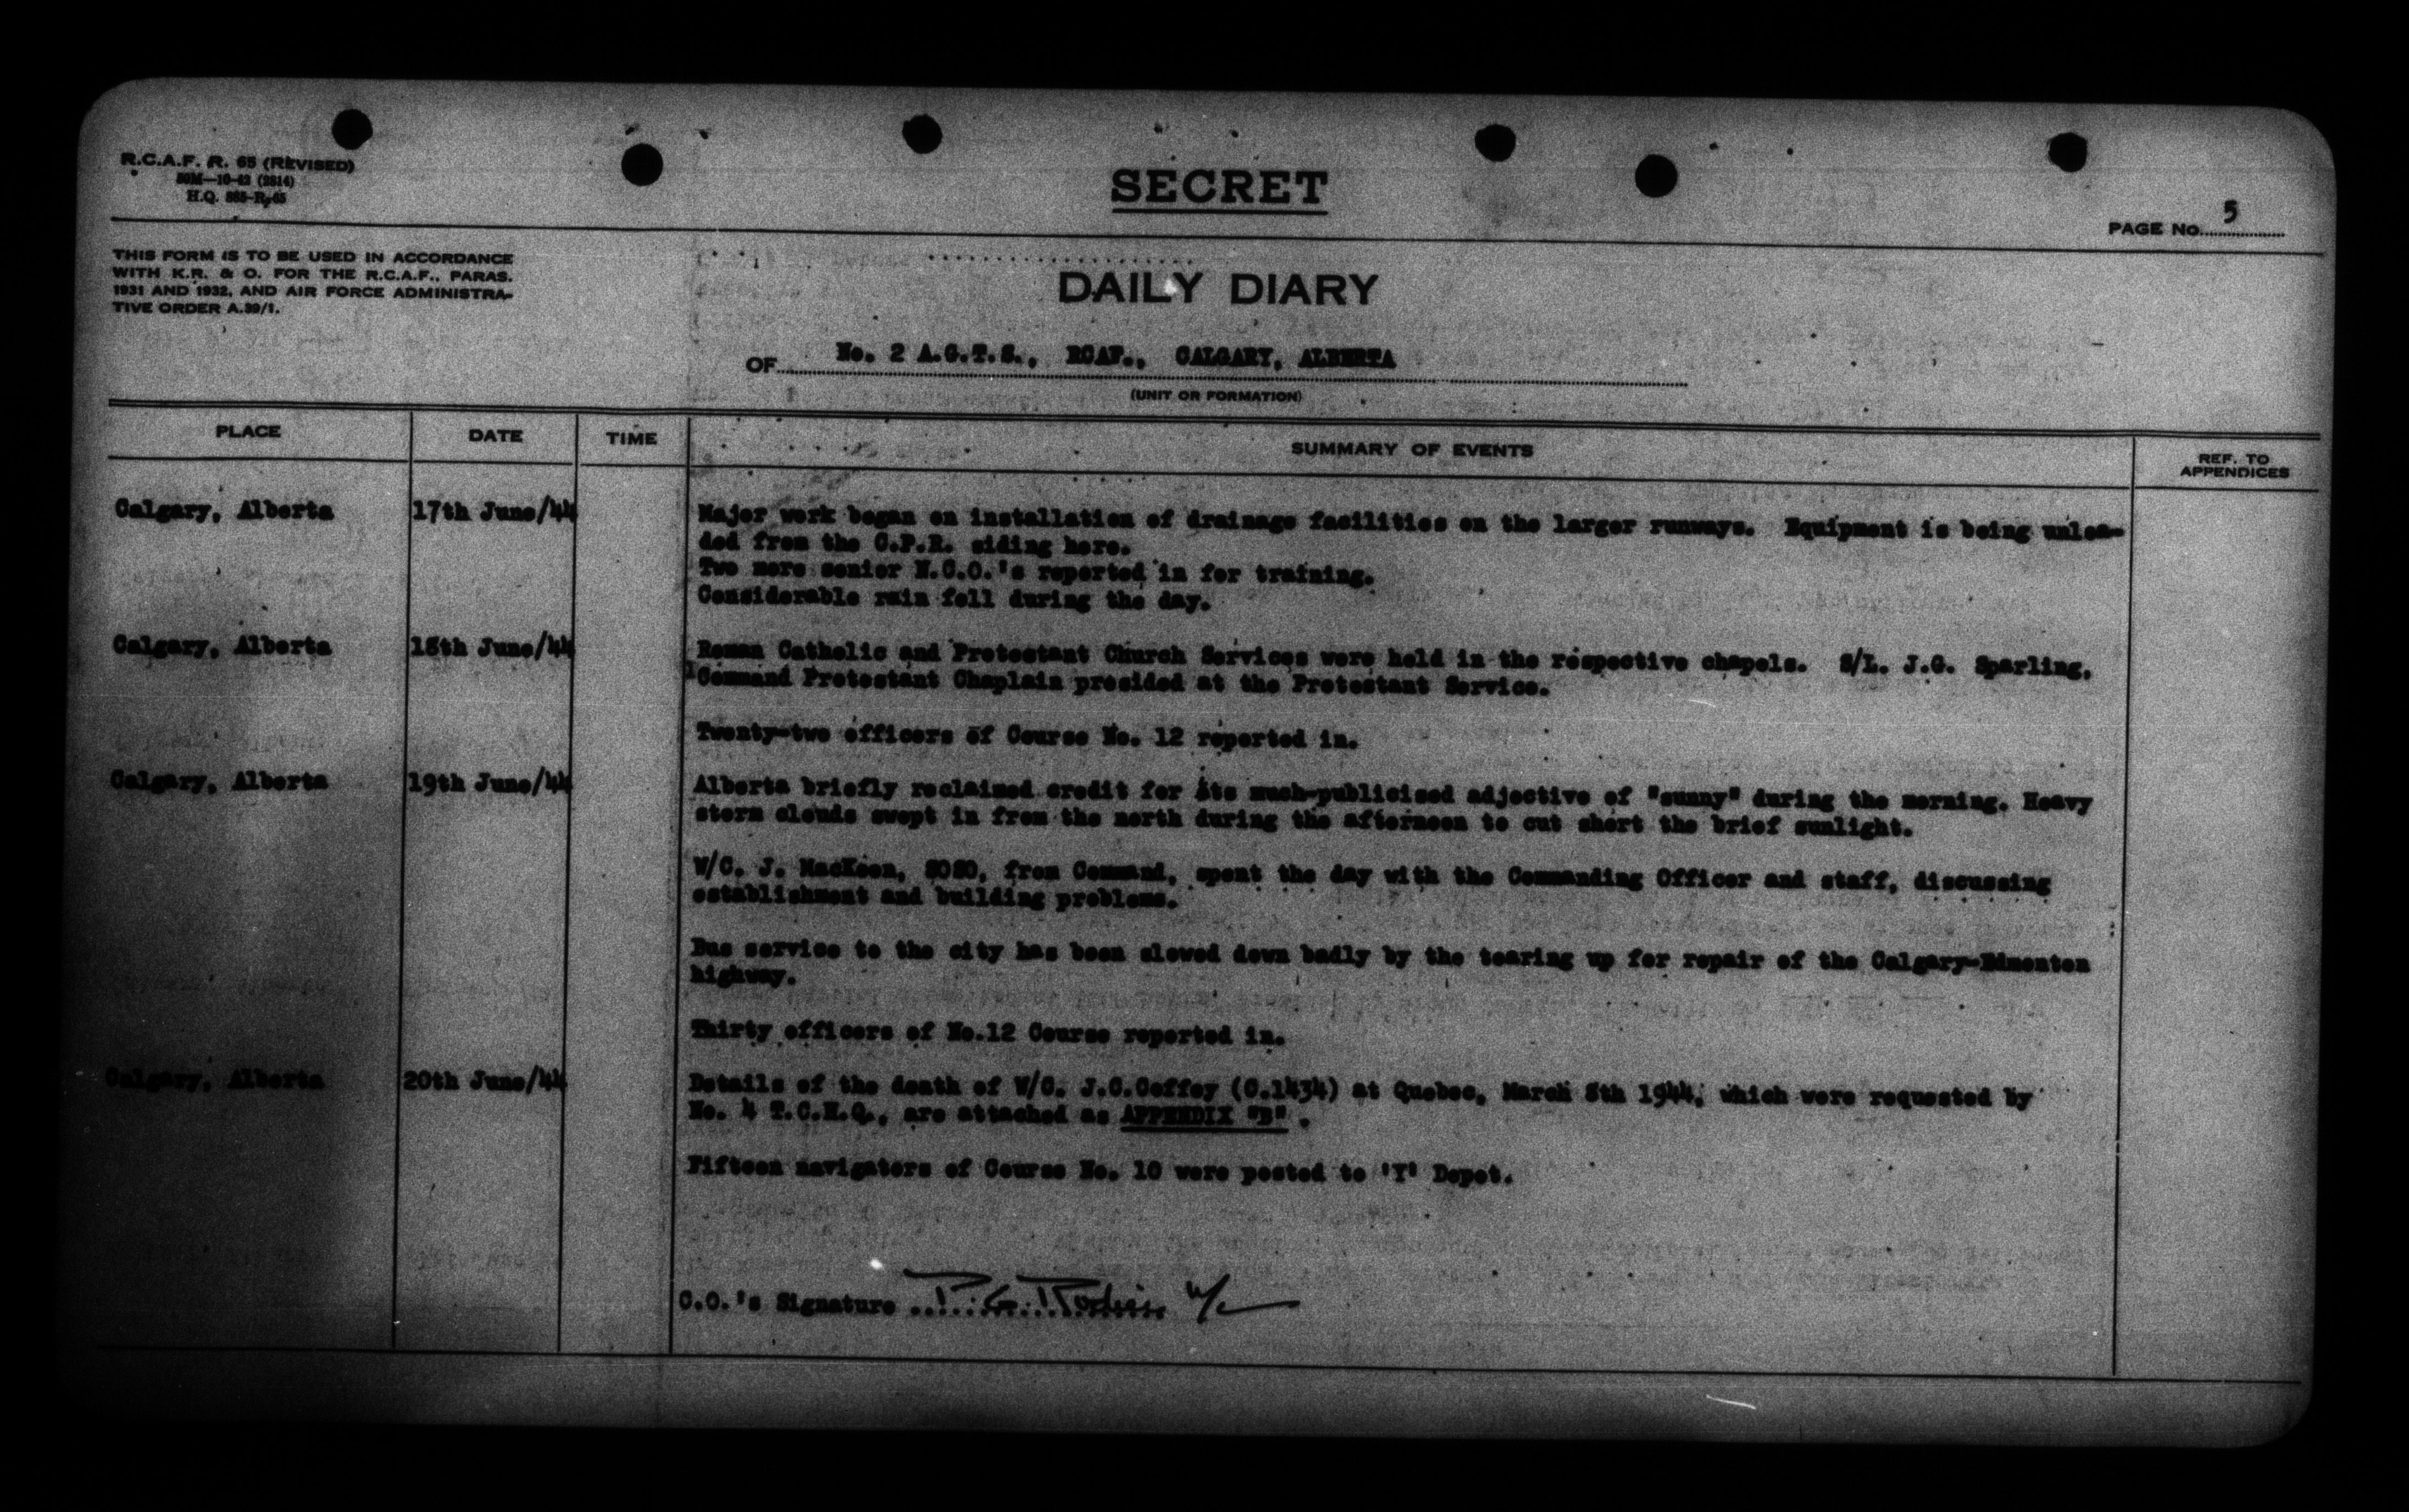 R.C.A.F. R. 65 (REVISED)
50M—10-42 (2814)
H.Q. 885-R-65
SECRET
PAGE No. 5
THIS FORM IS TO BE USED IN ACCORDANCE
WITH K.R. & O. FOR THE R.C.A.F., PARAS.
1931 AND 1932, AND AIR FORCE ADMINISTRA-
TIVE ORDER A.39/1.
DAILY DIARY
OF No. 2 A.G.T.S., RCAF., CALGARY, ALBERTA
(UNIT OR FORMATION)
PLACE DATE TIME SUMMARY OF EVENTS REF. TO APPENDICES
Calgary, Alberta 17th June/44 Major work began on installation of drainage facilities on the larger runways. Equipment is being unloa-
ded from the C.P.R. siding here.
Two more senior N.C.O.'s reported in for training.
Considerable rain fell during the day.
Calgary, Alberta 18th June/44 Roman Catholic and Protestant Church Services were held in the respective chapels. S/L. J.G. Sparling,
Command Protestant Chaplain presided at the Protestant Service.
Twenty-two officers of Course No. 12 reported in.
Calgary, Alberta 19th June/44 Alberta briefly reclaimed credit for its much-publicised adjective of "sunny" during the morning. Heavy
storm clouds swept in from the north during the afternoon to cut short the brief sunlight.
W/C. J. MacKeen, SOSO, from Command, spent the day with the Commanding Officer and staff, discussing
establishment and building problems.
Bus service to the city has been slowed down badly by the tearing up for repair of the Calgary-Edmonton
highway.
Thirty officers of No.12 Course reported in.
Calgary, Alberta 20th June/44 Details of the death of W/C. J.C.Coffey (C.1434) at Quebec, March 8th 1944, which were requested by
No. 4 T.C.H.Q., are attached as APPENDIX "B" .
Fifteen navigators of Course No. 10 were posted to 'Y' Depot.
C.O.'s Signature W/C